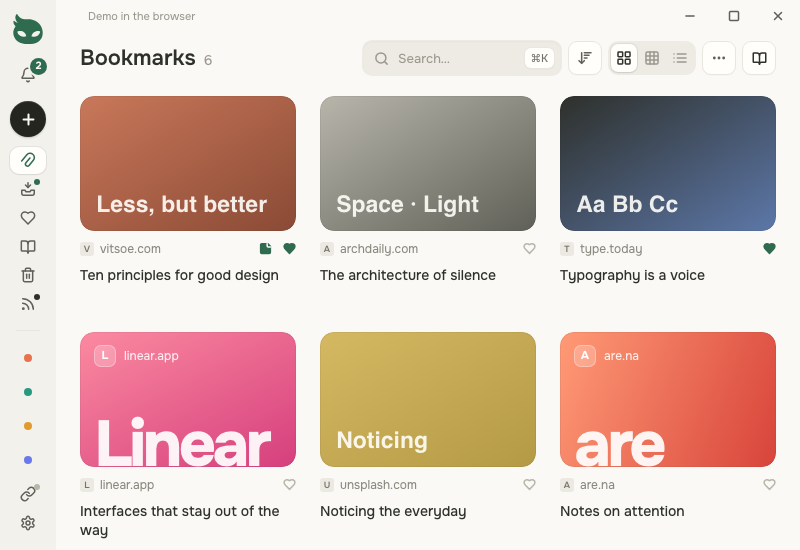 Demo in the browser
2
Bookmarks 6
Search... ⌘K
Less, but better
V vitsoe.com
Ten principles for good design
Space · Light
A archdaily.com
The architecture of silence
Aa Bb Cc
T type.today
Typography is a voice
L linear.app
Linear
L linear.app
Interfaces that stay out of the
way
Noticing
U unsplash.com
Noticing the everyday
A are.na
are
A are.na
Notes on attention